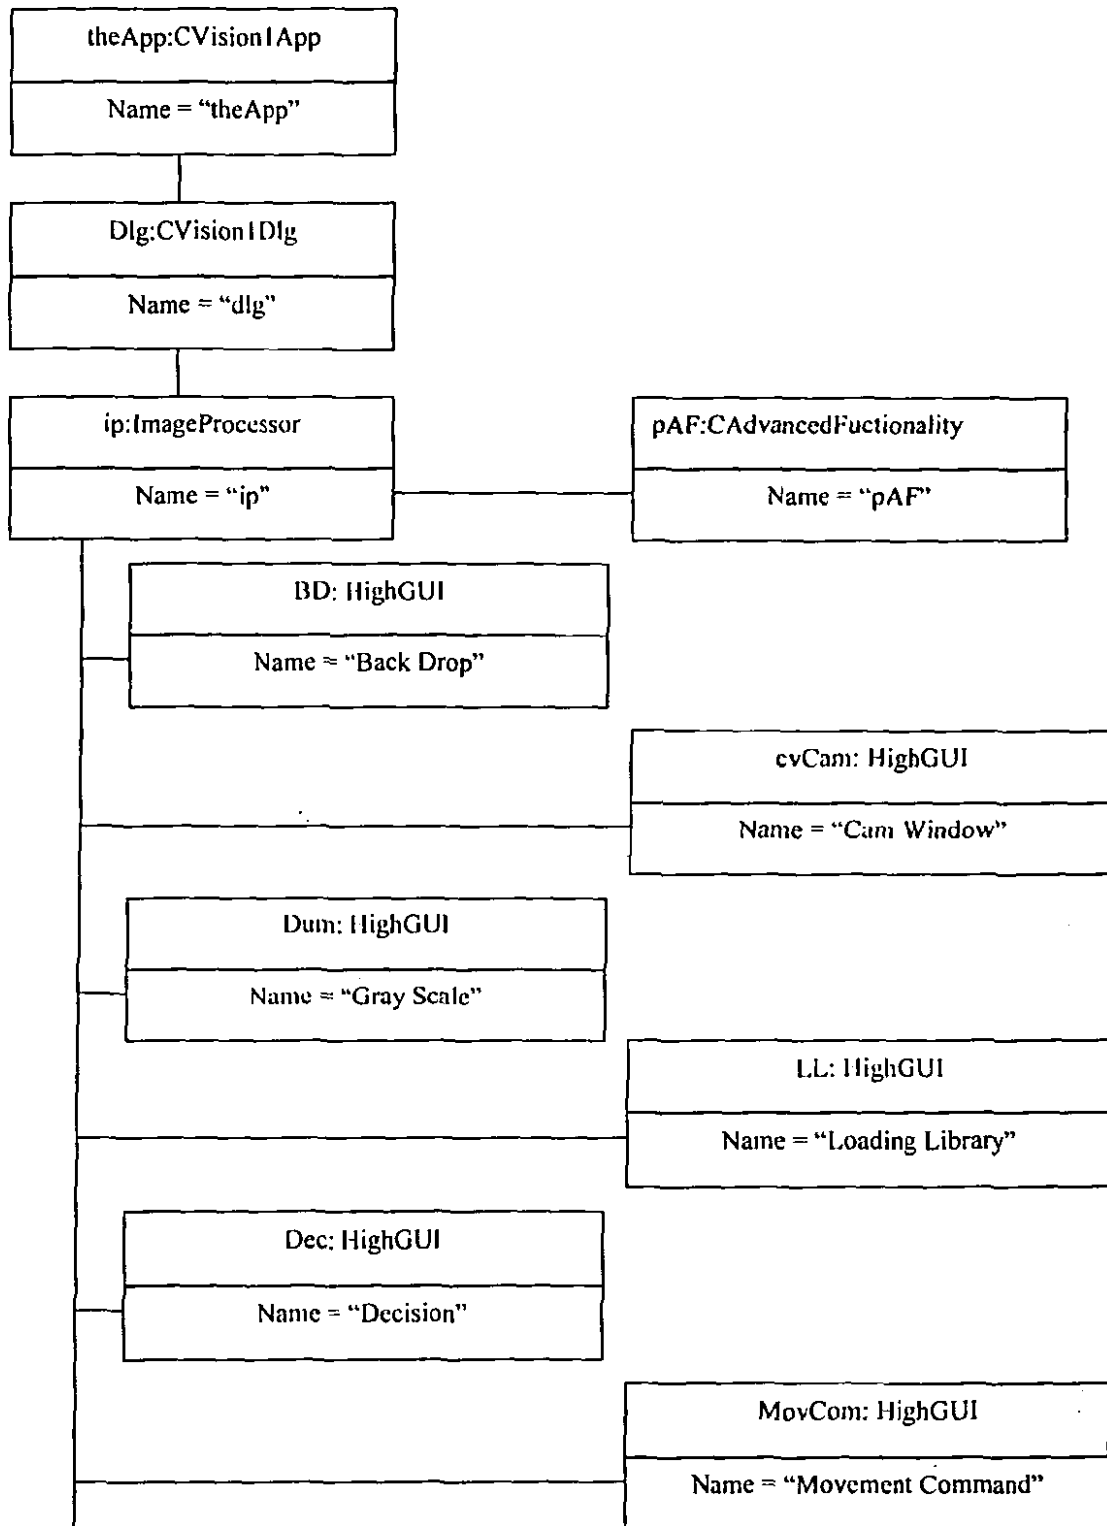 theApp:CVision1App
Name = “theApp”
Dlg:CVision1Dlg
Name = “dlg”
ip:ImageProcessor
Name = “ip”
pAF:CAdvancedFuctionality
Name = “pAF”
BD: HighGUI
Name = “Back Drop”
cvCam: HighGUI
Name = “Cam Window”
Dum: HighGUI
Name = “Gray Scale”
LL: HighGUI
Name = “Loading Library”
Dec: HighGUI
Name = “Decision”
MovCom: HighGUI
Name = “Movement Command”